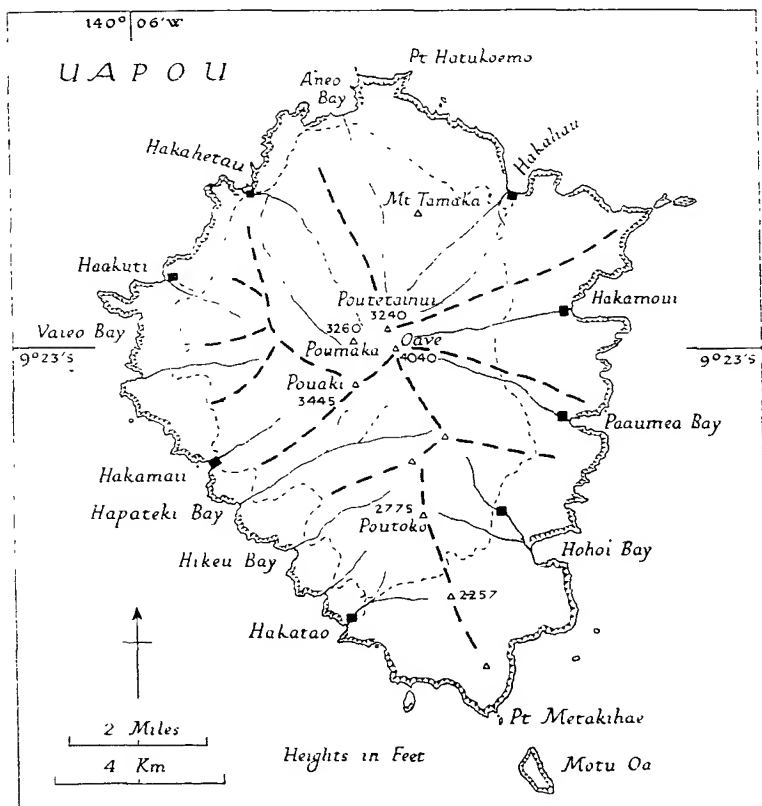 140° 06'W
UAPOU
Pt Hatukoemo
Aneo
Bay
Hakahetau
Hakahau
Mt Tamaka
Haakuti
Poutetainui
3240
Hakamoui
3260
Vaieo Bay
Poumaka
Oave
4040
9°23'S
9°23'S
Pouaki
3445
Paaumea Bay
Hakamaii
2775
Hapateki Bay
Poutoko
Hikeu Bay
Hohoi Bay
2257
Hakatao
Pt Metakihae
2 Miles
Heights in Feet
4 Km
Motu Oa